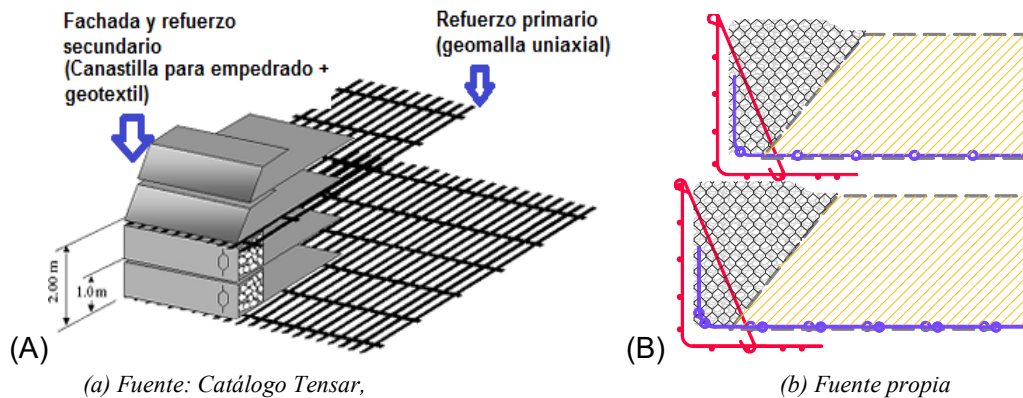 Fachada y refuerzo
secundario
(Canastilla para empedrado +
geotextil)
Refuerzo primario
(geomalla uniaxial)
2.00 m
1.0 m
(A)
(B)
(a) Fuente: Catálogo Tensar,
(b) Fuente propia